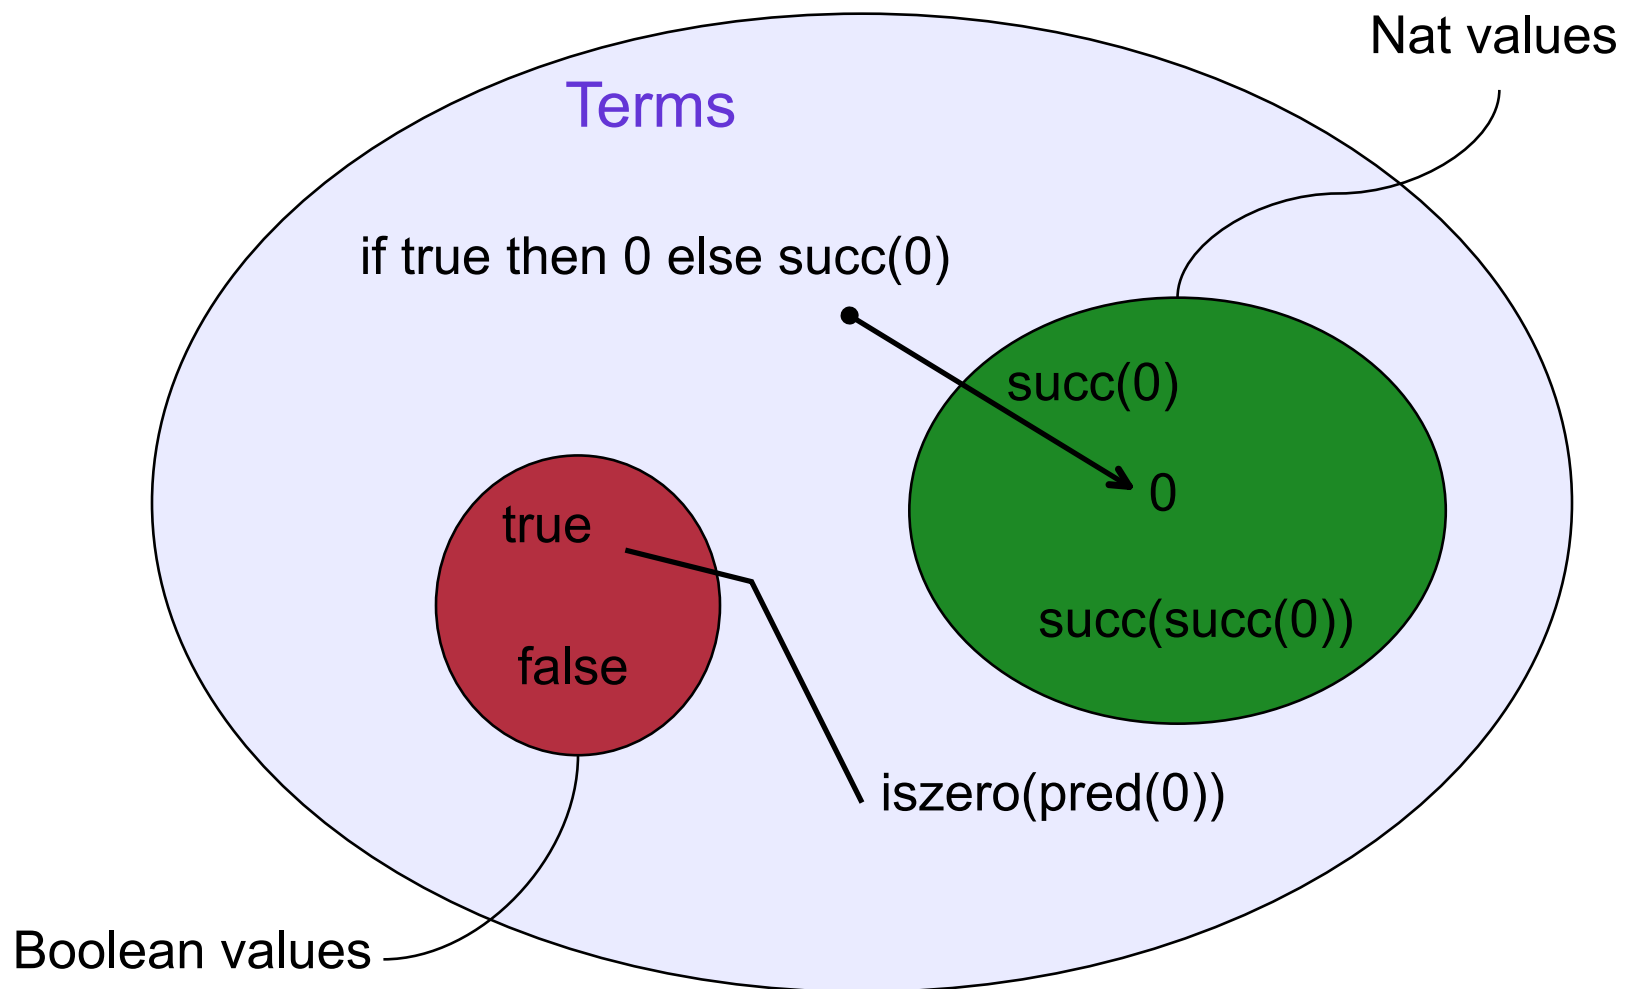 Nat values
Terms
if true then 0 else succ(0)
succ(0)
0
true
succ(succ(0))
false
iszero(pred(0))
Boolean values